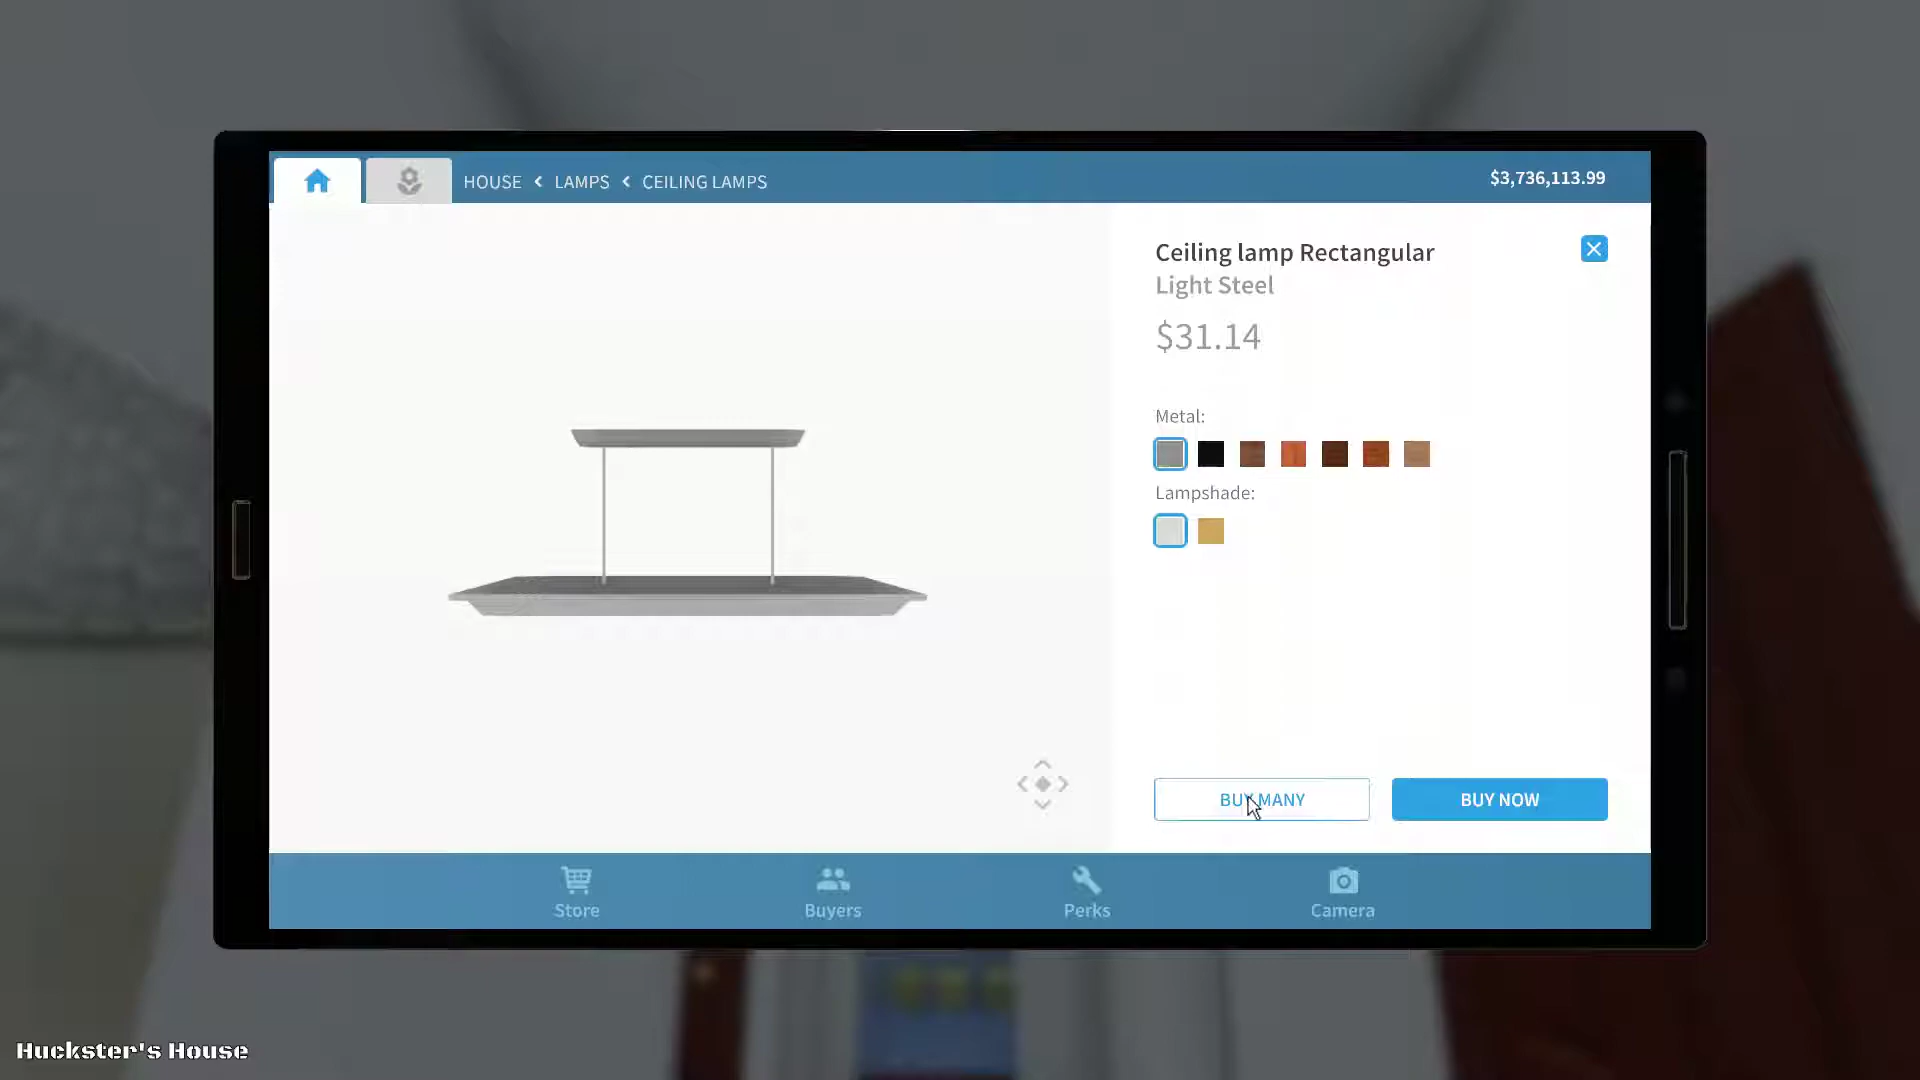 HOUSE < LAMPS < CEILING LAMPS
$3,736,113.99
Ceiling lamp Rectangular
Light Steel
$31.14
Metal:
Lampshade:
BUY MANY
BUY NOW
Store
Buyers
Perks
Camera
Huckster's House